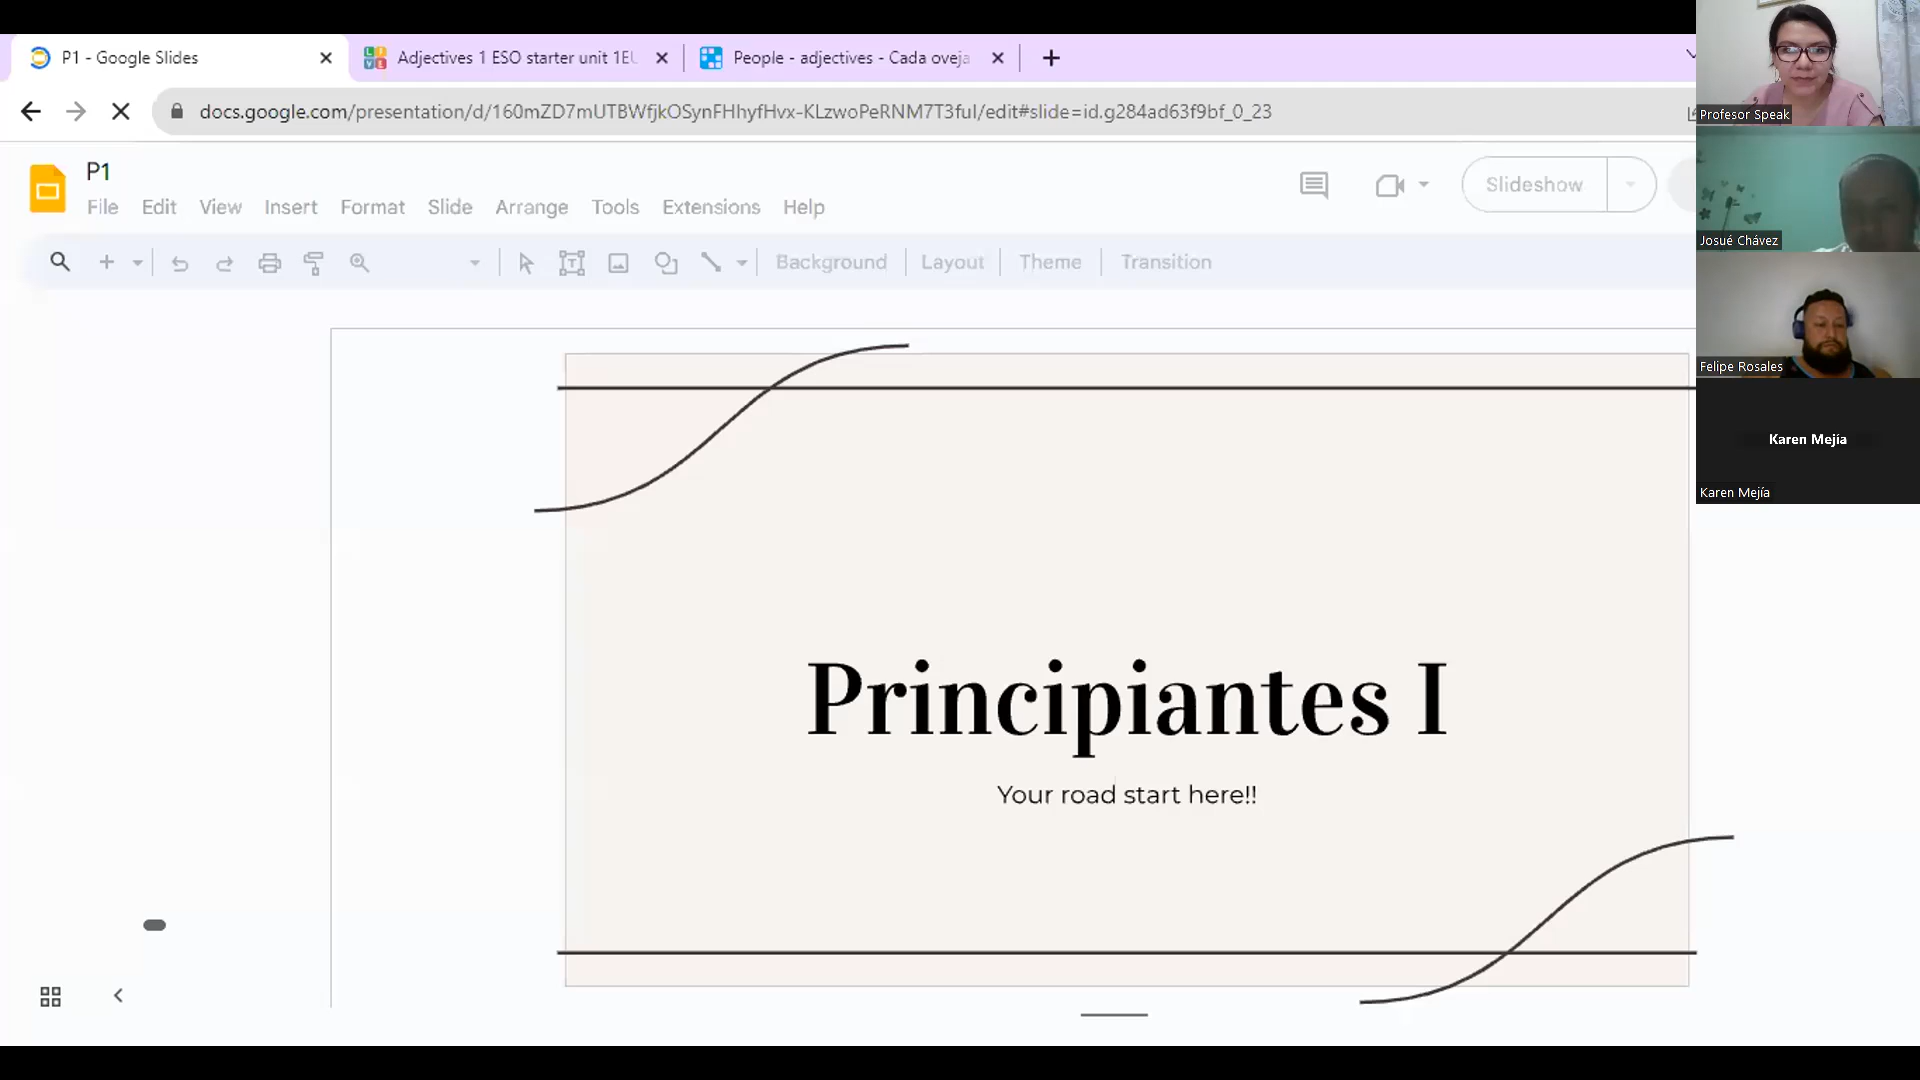 P1 - Google Slides
Adjectives 1 ESO starter unit 1EU
People - adjectives - Cada oveja
docs.google.com/presentation/d/160mZD7mUTBWfjkOSynFHhyfHvx-KLzwoPeRNM7T3fuI/edit#slide=id.g284ad63f9bf_0_23
P1
File Edit View Insert Format Slide Arrange Tools Extensions Help
Slideshow
Background Layout Theme Transition
Principiantes I
Your road start here!!
Profesor Speak
Josué Chávez
Felipe Rosales
Karen Mejía
Karen Mejía